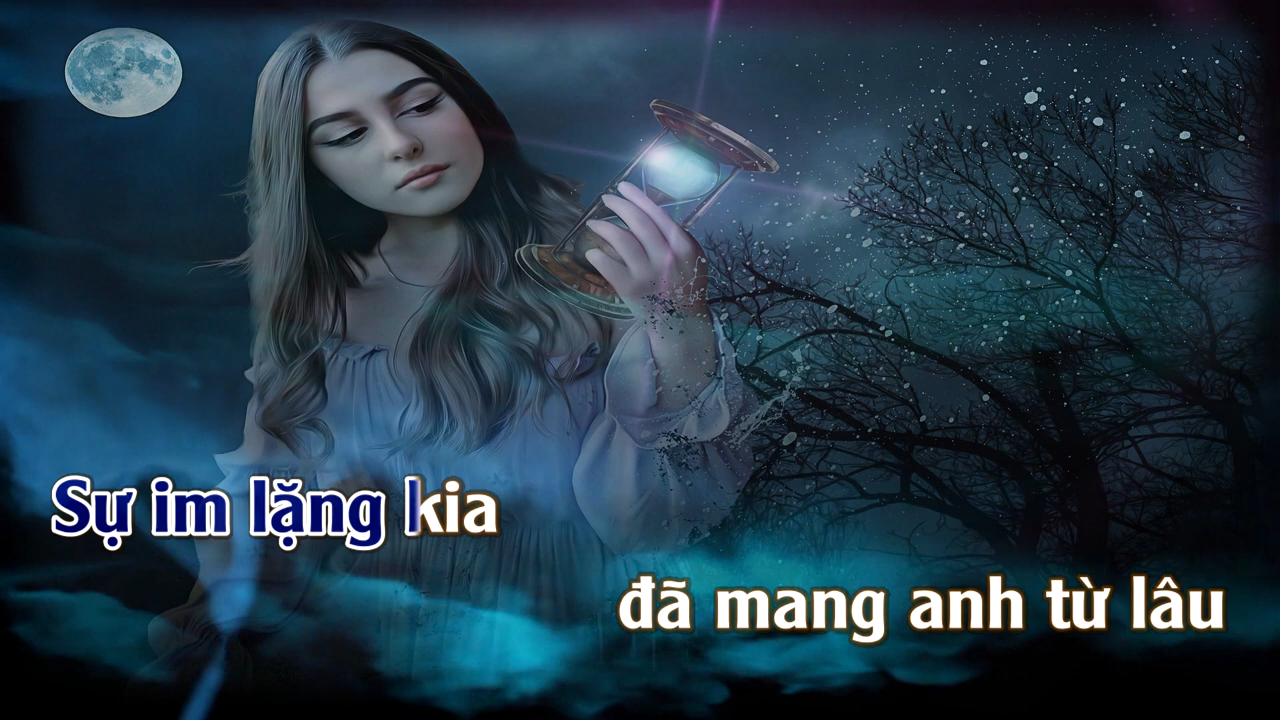 Sự im lặng kia
đã mang anh từ lâu